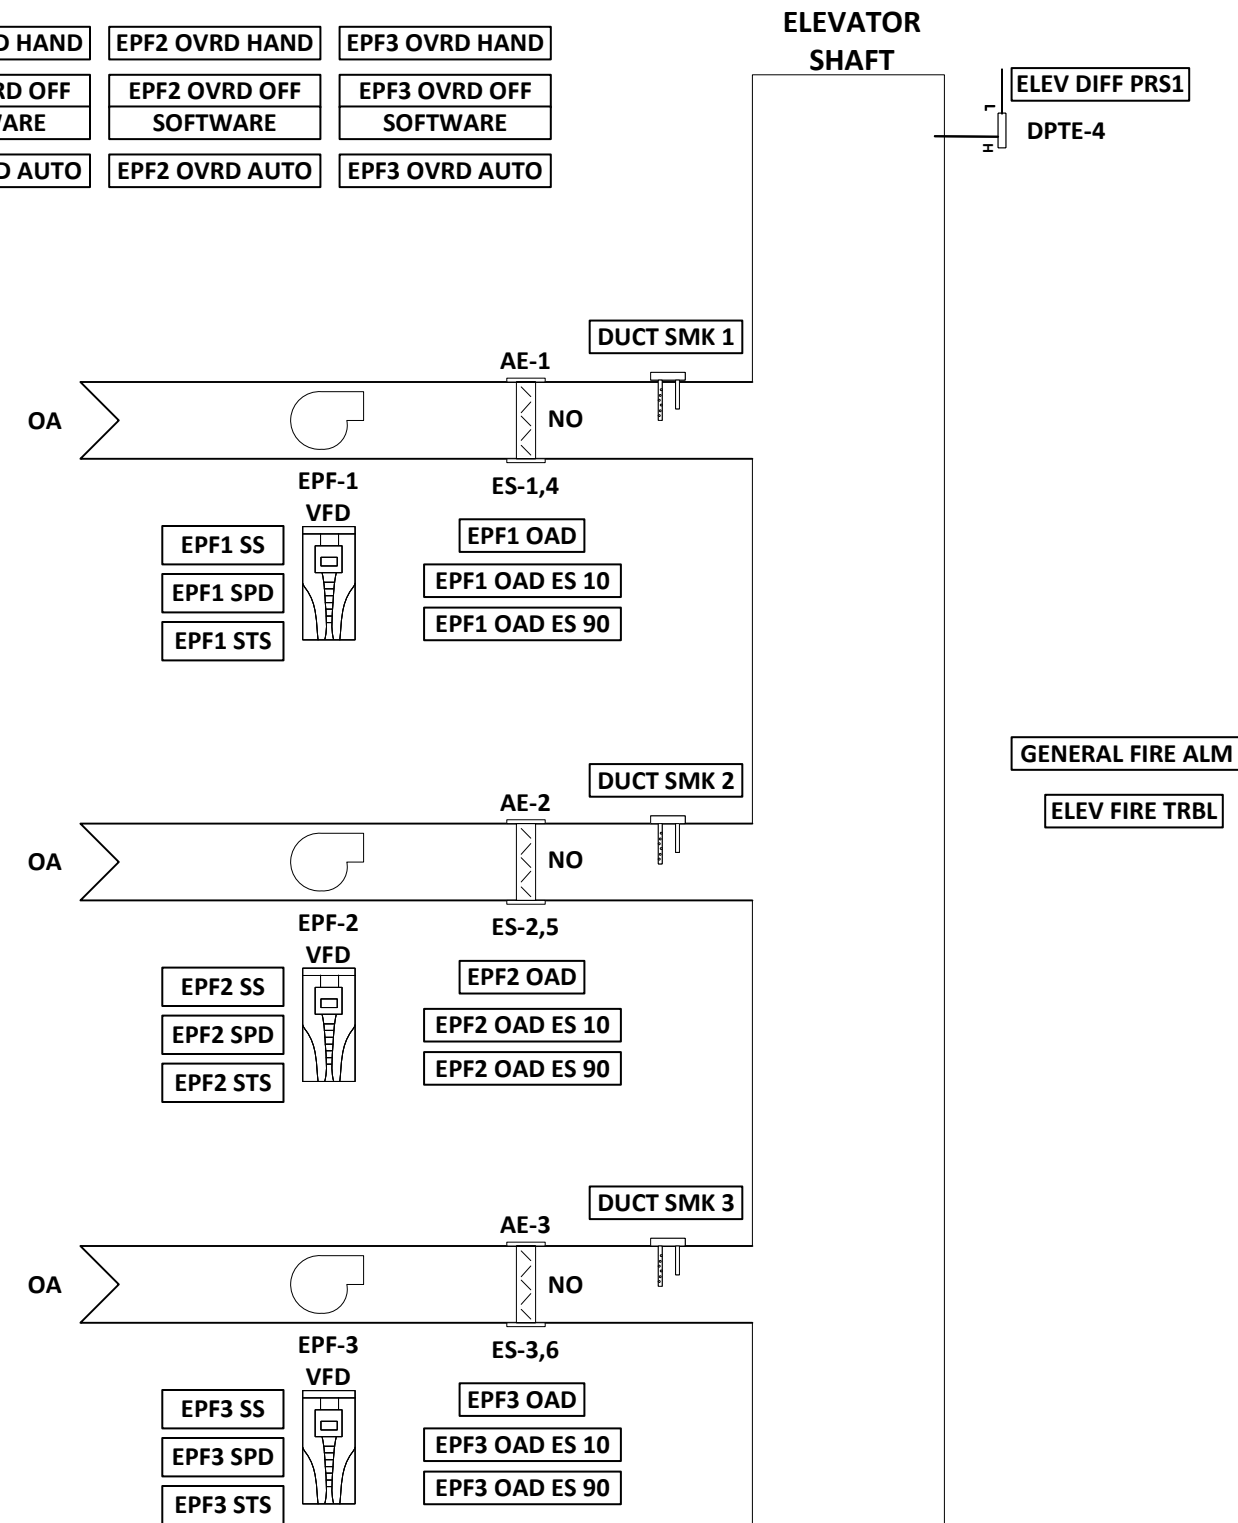 ELEVATOR
SHAFT
D HAND
EPF2 OVRD HAND
EPF3 OVRD HAND
RD OFF
EPF2 OVRD OFF
EPF3 OVRD OFF
ARE
SOFTWARE
SOFTWARE
D AUTO
EPF2 OVRD AUTO
EPF3 OVRD AUTO
ELEV DIFF PRS1
L
DPTE-4
H
DUCT SMK 1
AE-1
OA
NO
EPF-1
VFD
ES-1,4
EPF1 SS
EPF1 SPD
EPF1 STS
EPF1 OAD
EPF1 OAD ES 10
EPF1 OAD ES 90
GENERAL FIRE ALM
ELEV FIRE TRBL
DUCT SMK 2
AE-2
OA
NO
EPF-2
VFD
ES-2,5
EPF2 SS
EPF2 SPD
EPF2 STS
EPF2 OAD
EPF2 OAD ES 10
EPF2 OAD ES 90
DUCT SMK 3
AE-3
OA
NO
EPF-3
VFD
ES-3,6
EPF3 SS
EPF3 SPD
EPF3 STS
EPF3 OAD
EPF3 OAD ES 10
EPF3 OAD ES 90